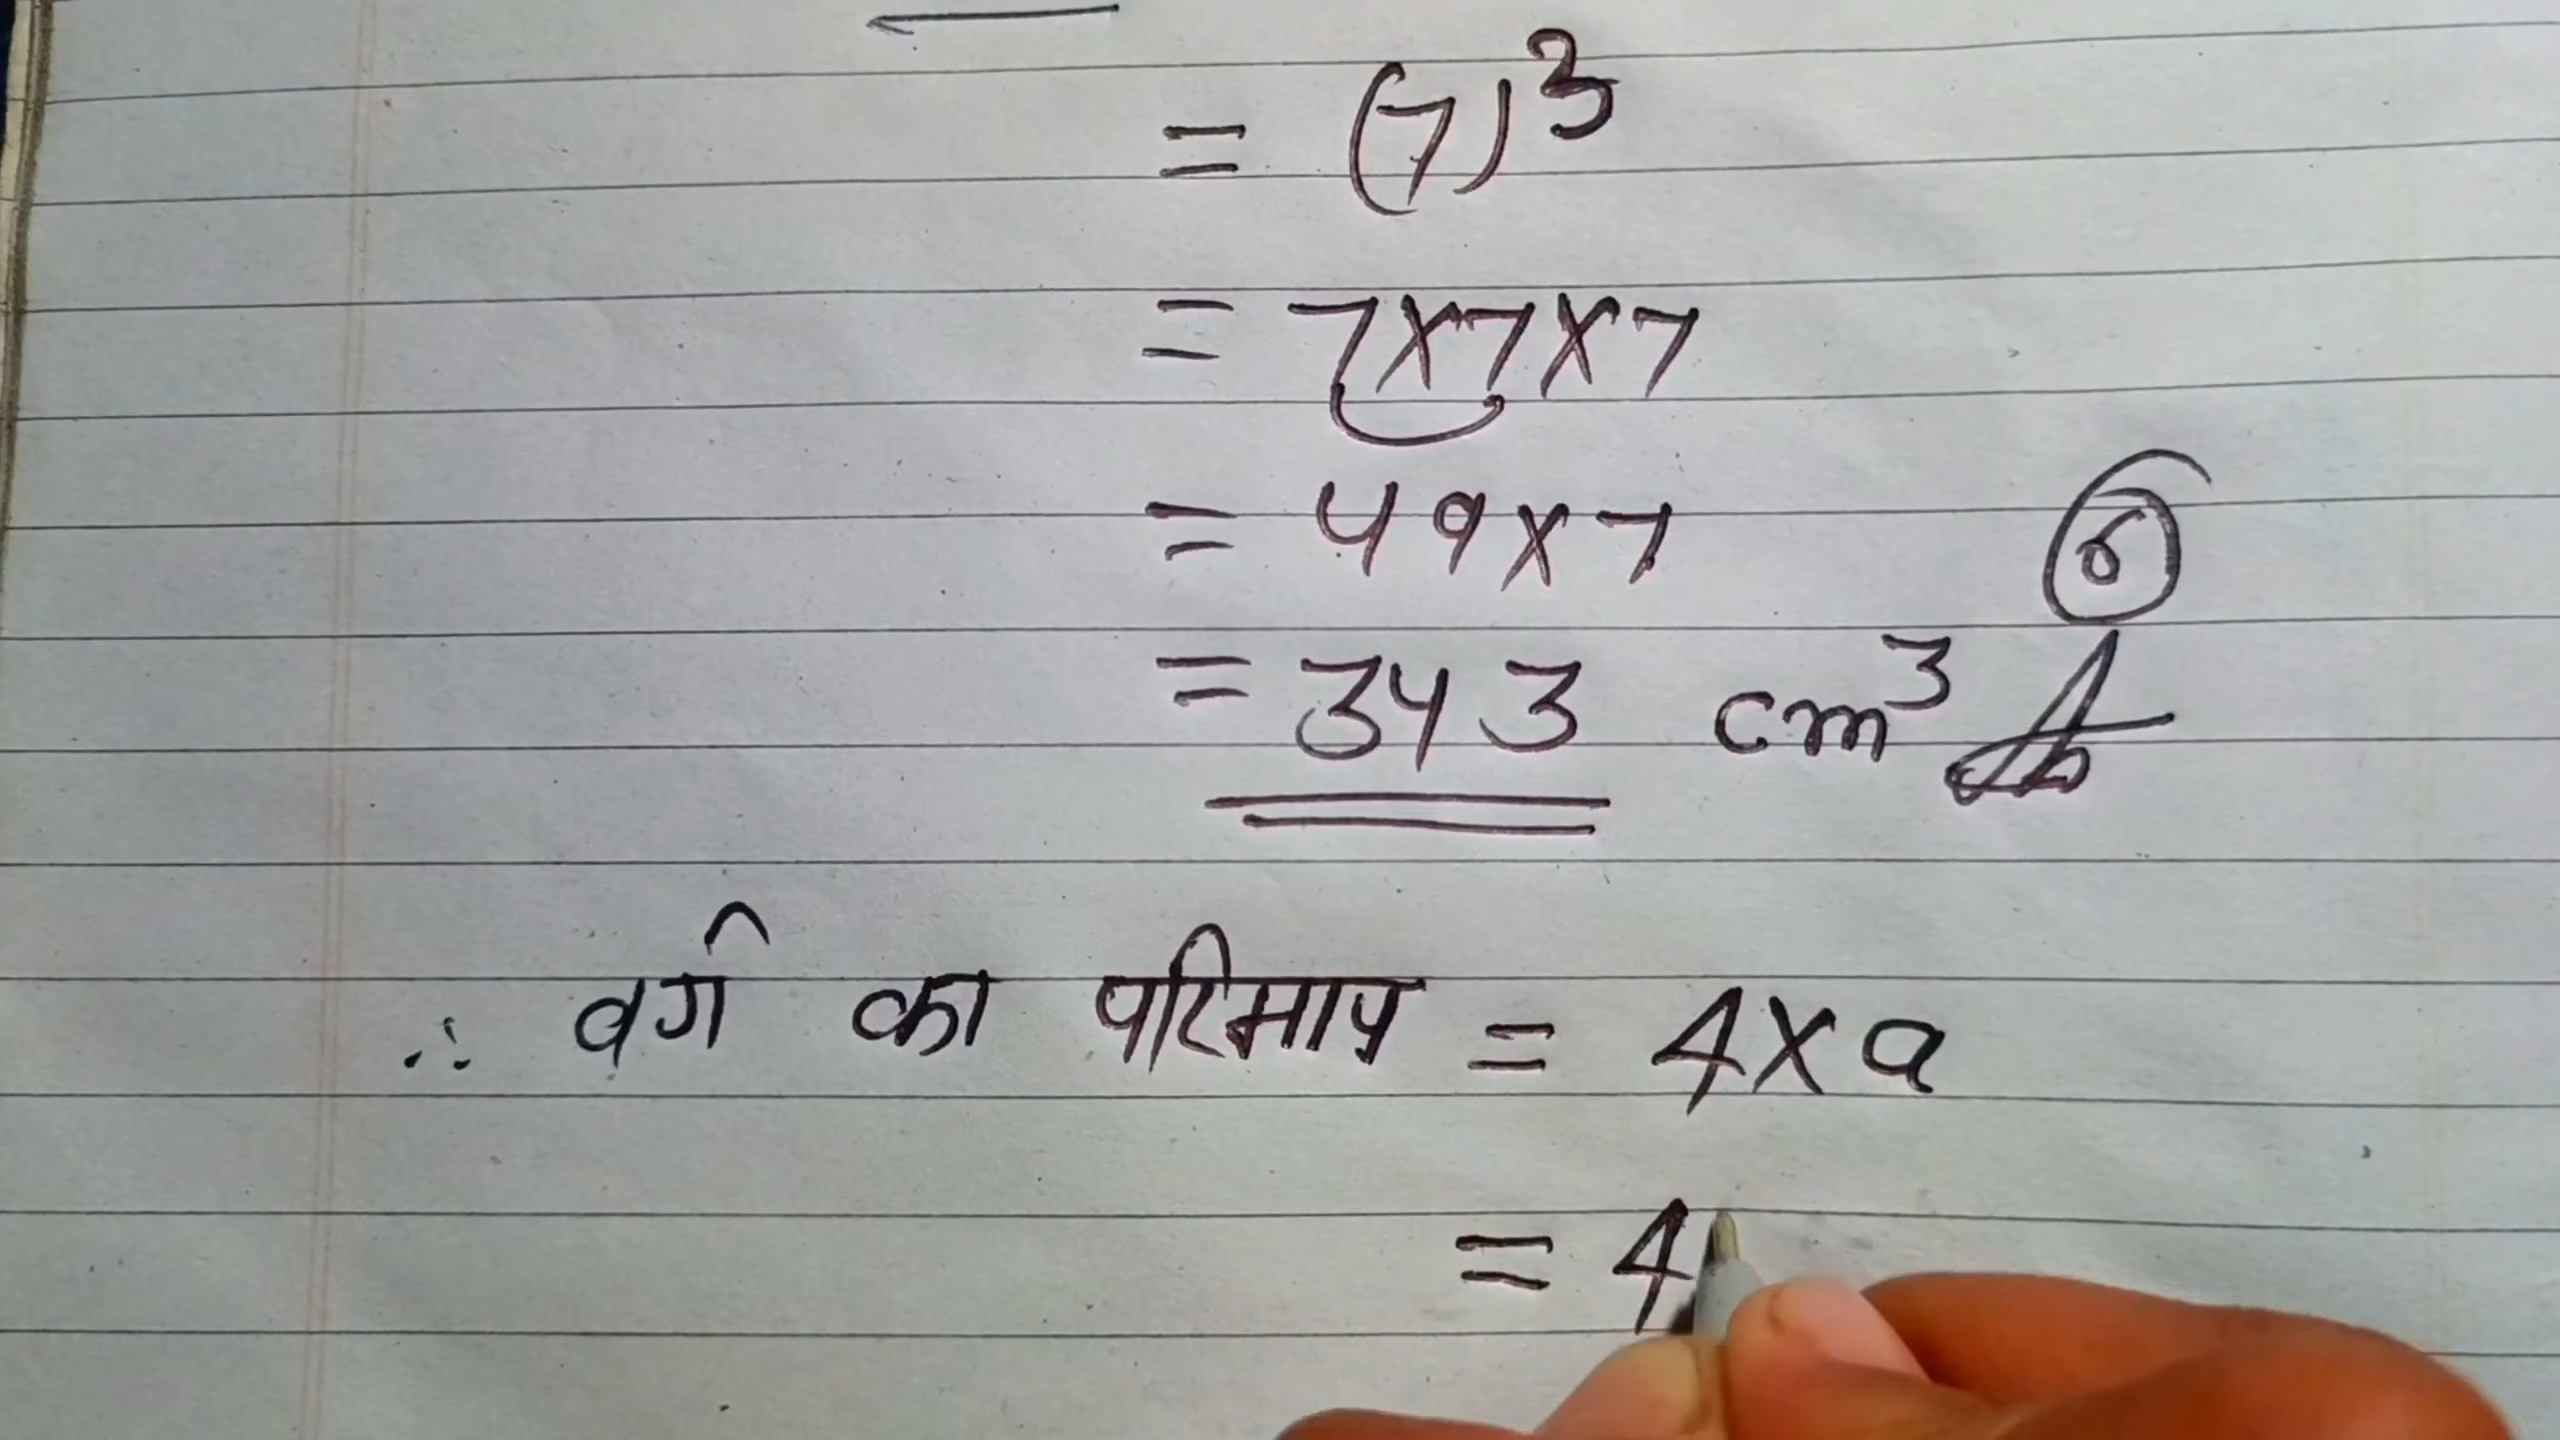 = (7)³
= 7×7×7
= 49×7
= 343 cm³
∴ वर्ग का परिमाप = 4×a
= 4